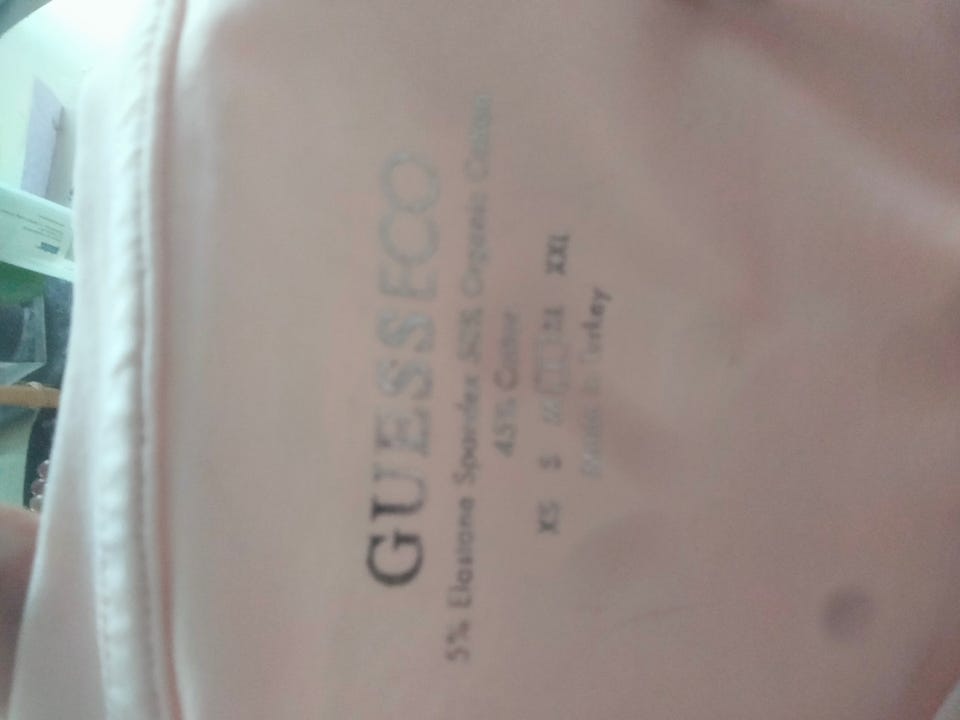 GUESSECO
5% Elastane Spandex 50% Organic Cotton
45% Cotton
XS S M L XL XXL
Made in Turkey